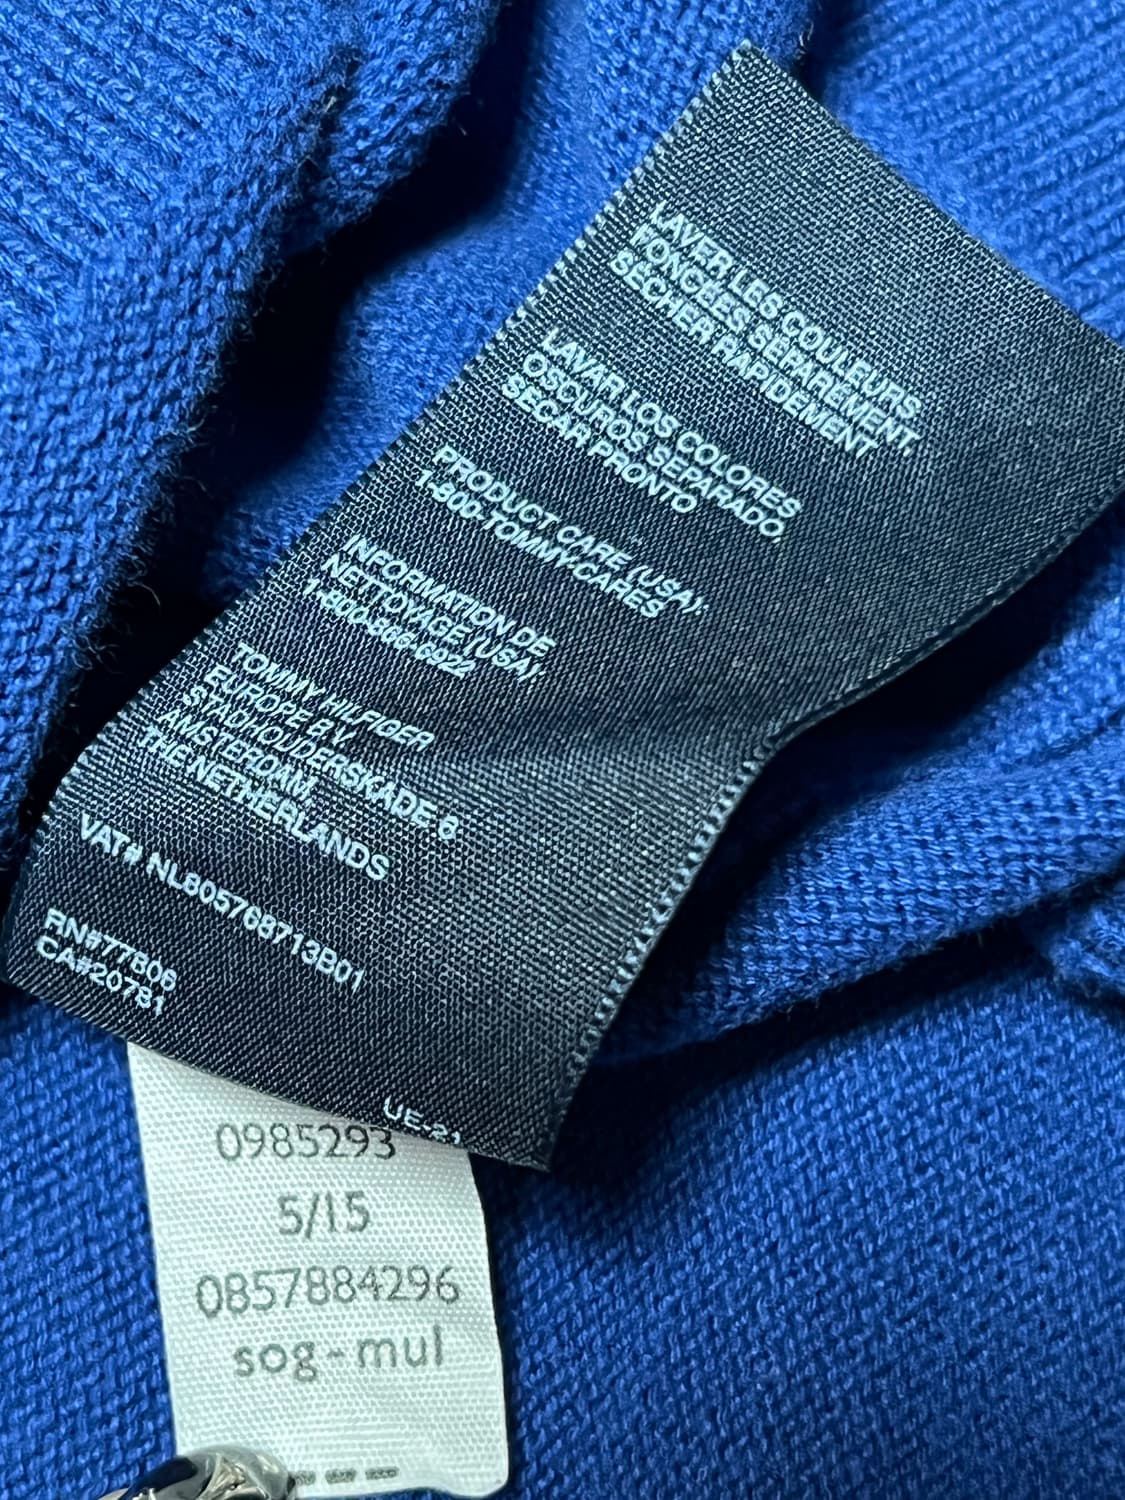 LAVER LES COULEURS
FONCÉES SÉPARÉMENT,
SÉCHER RAPIDEMENT
LAVAR LOS COLORES
OSCUROS SEPARADO,
SECAR PRONTO
PRODUCT CARE (USA):
1-800-TOMMYCARES
INFORMATION DE
NETTOYAGE (USA),
1-800-866-6922
TOMMY HILFIGER
EUROPE B.V.
STADHOUDERSKADE 6
AMSTERDAM,
THE NETHERLANDS
VAT# NL805768713B01
RN#77806
CA#20781
UE-21
0985293
5/15
0857884296
sog-mul